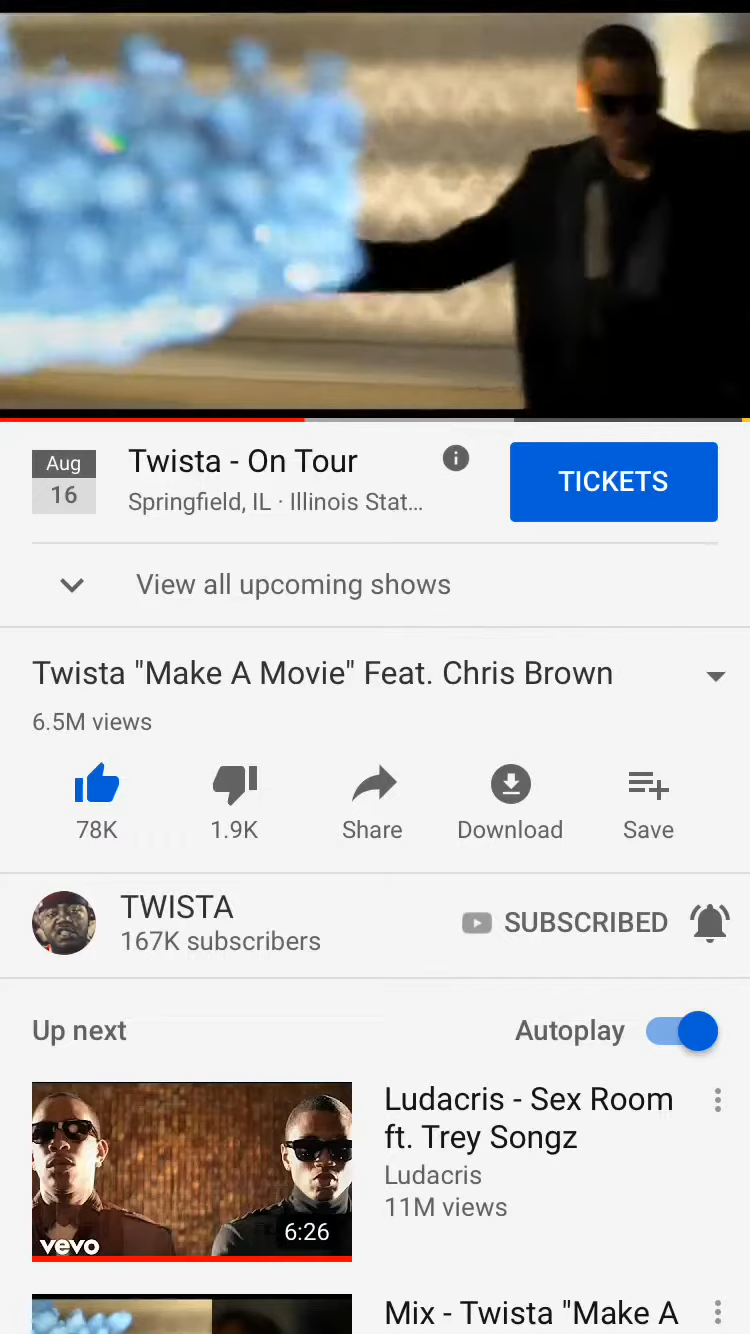 Aug
16
Twista - On Tour
Springfield, IL · Illinois Stat...
TICKETS
View all upcoming shows
Twista "Make A Movie" Feat. Chris Brown
6.5M views
78K
1.9K
Share
Download
Save
TWISTA
167K subscribers
SUBSCRIBED
Up next
Autoplay
Ludacris - Sex Room
ft. Trey Songz
Ludacris
11M views
6:26
vevo
Mix - Twista "Make A